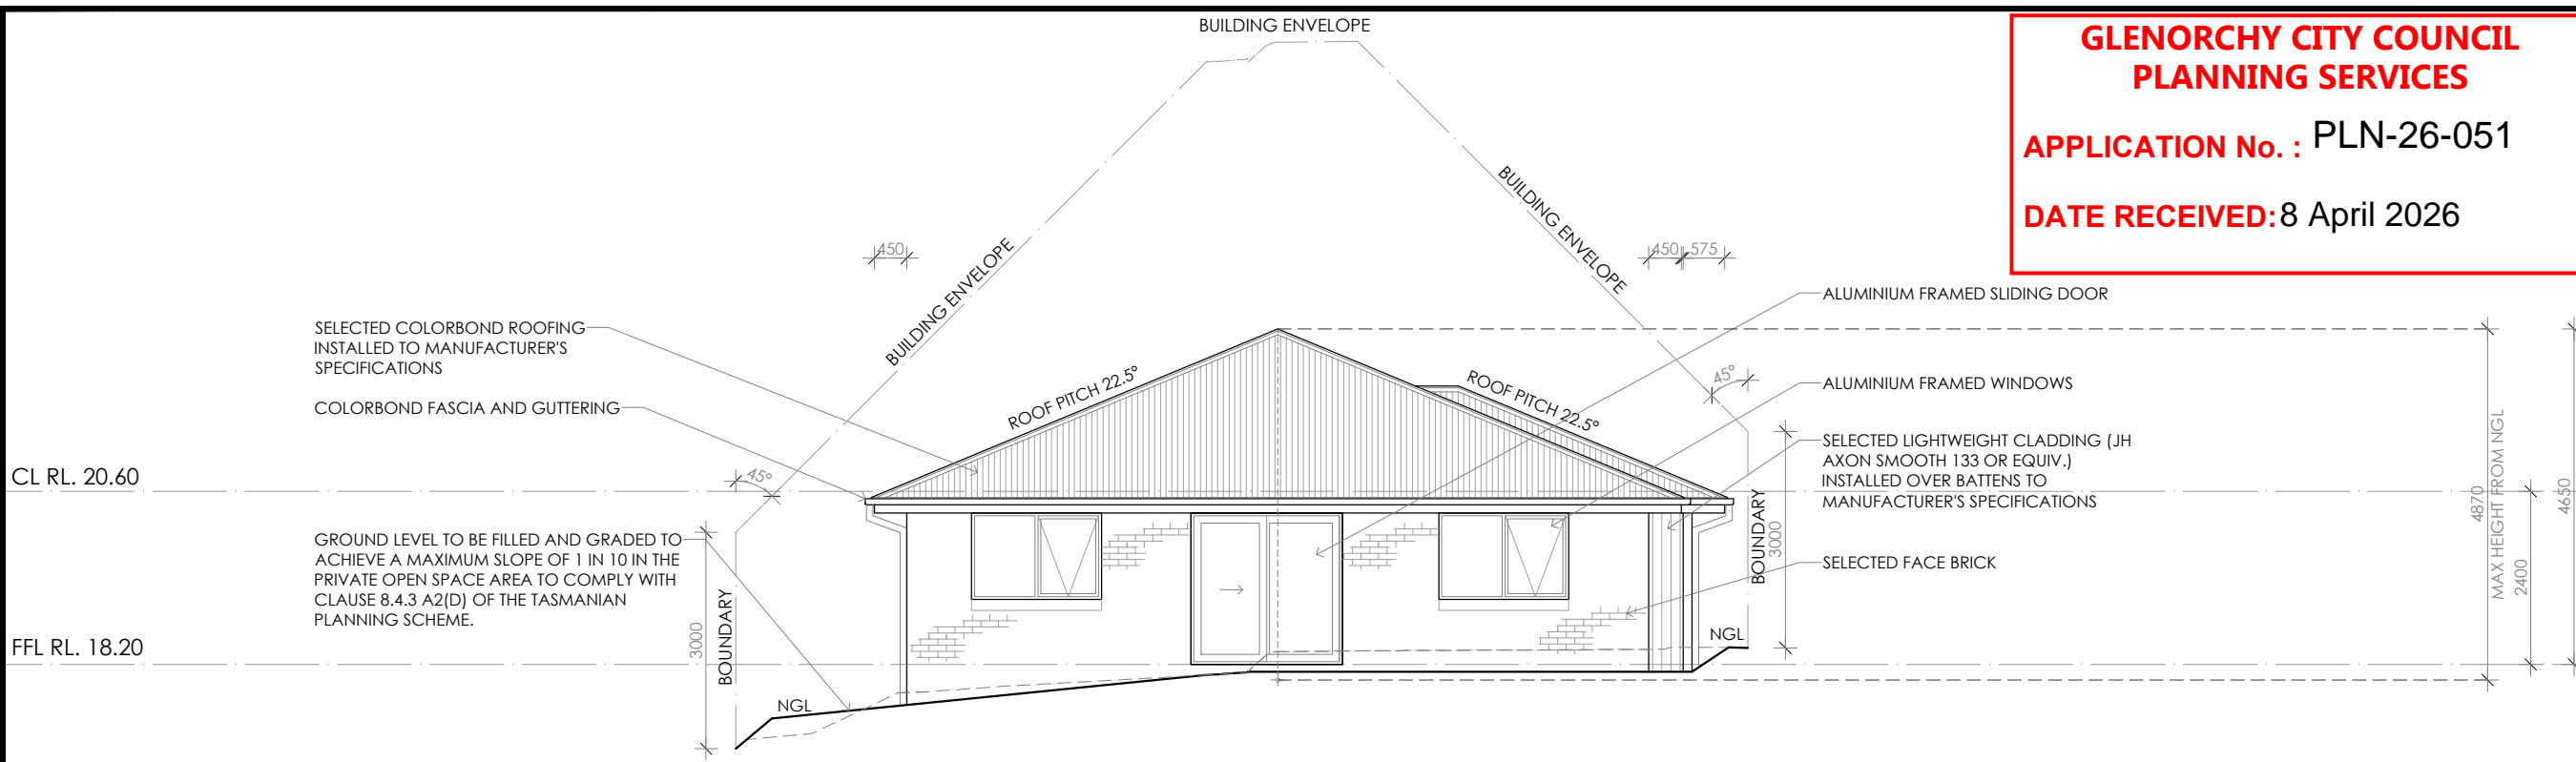 BUILDING ENVELOPE
GLENORCHY CITY COUNCIL
PLANNING SERVICES
APPLICATION No. : PLN-26-051
DATE RECEIVED: 8 April 2026
BUILDING ENVELOPE
BUILDING ENVELOPE
450
450
575
SELECTED COLORBOND ROOFING
INSTALLED TO MANUFACTURER'S
SPECIFICATIONS
COLORBOND FASCIA AND GUTTERING
ROOF PITCH 22.5°
ROOF PITCH 22.5°
45°
45°
ALUMINIUM FRAMED SLIDING DOOR
ALUMINIUM FRAMED WINDOWS
SELECTED LIGHTWEIGHT CLADDING (JH
AXON SMOOTH 133 OR EQUIV.)
INSTALLED OVER BATTENS TO
MANUFACTURER'S SPECIFICATIONS
SELECTED FACE BRICK
CL RL. 20.60
GROUND LEVEL TO BE FILLED AND GRADED TO
ACHIEVE A MAXIMUM SLOPE OF 1 IN 10 IN THE
PRIVATE OPEN SPACE AREA TO COMPLY WITH
CLAUSE 8.4.3 A2(D) OF THE TASMANIAN
PLANNING SCHEME.
FFL RL. 18.20
3000
BOUNDARY
NGL
BOUNDARY
3000
NGL
4870
MAX HEIGHT FROM NGL
2400
4650